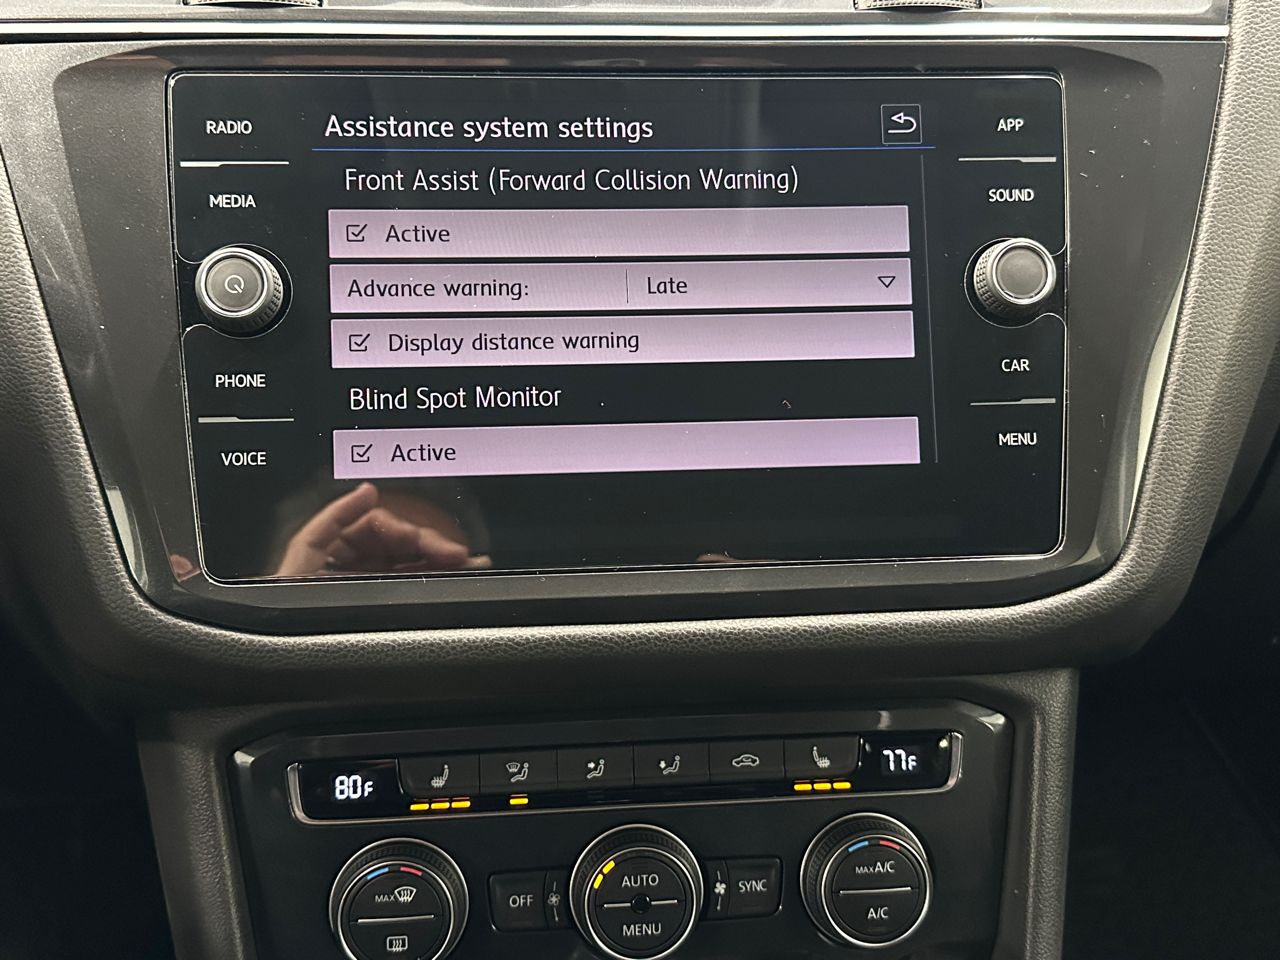 RADIO
MEDIA
PHONE
VOICE
Assistance system settings
Front Assist (Forward Collision Warning)
Active
Advance warning: Late
Display distance warning
Blind Spot Monitor
Active
APP
SOUND
CAR
MENU
80F
77F
MAX
OFF
AUTO
MENU
SYNC
MAX A/C
A/C